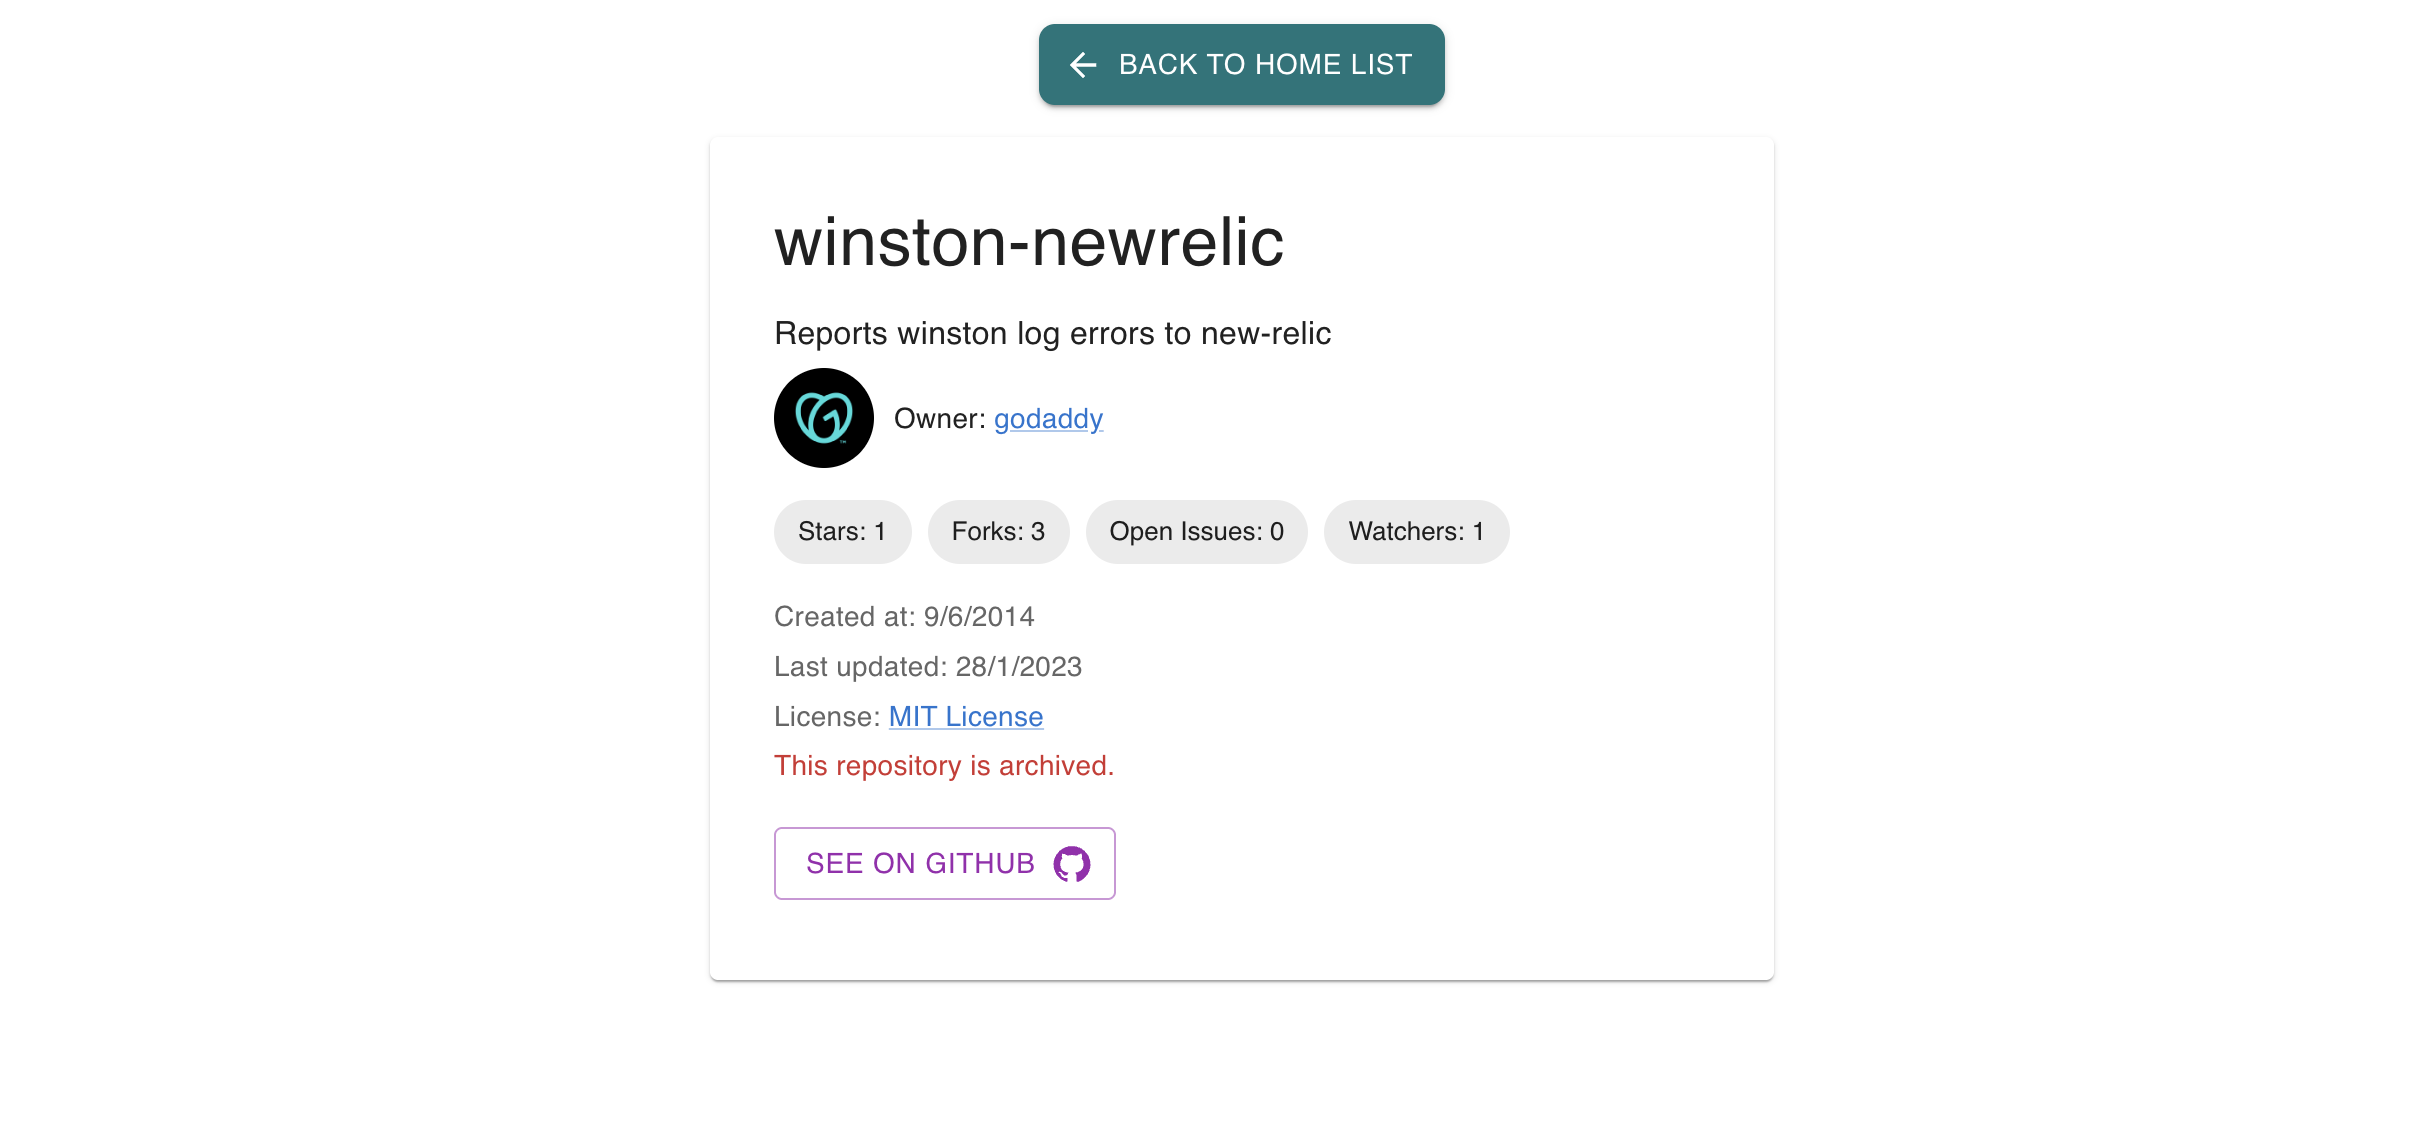 BACK TO HOME LIST
winston-newrelic
Reports winston log errors to new-relic
Owner: godaddy
Stars: 1 Forks: 3 Open Issues: 0 Watchers: 1
Created at: 9/6/2014
Last updated: 28/1/2023
License: MIT License
This repository is archived.
SEE ON GITHUB